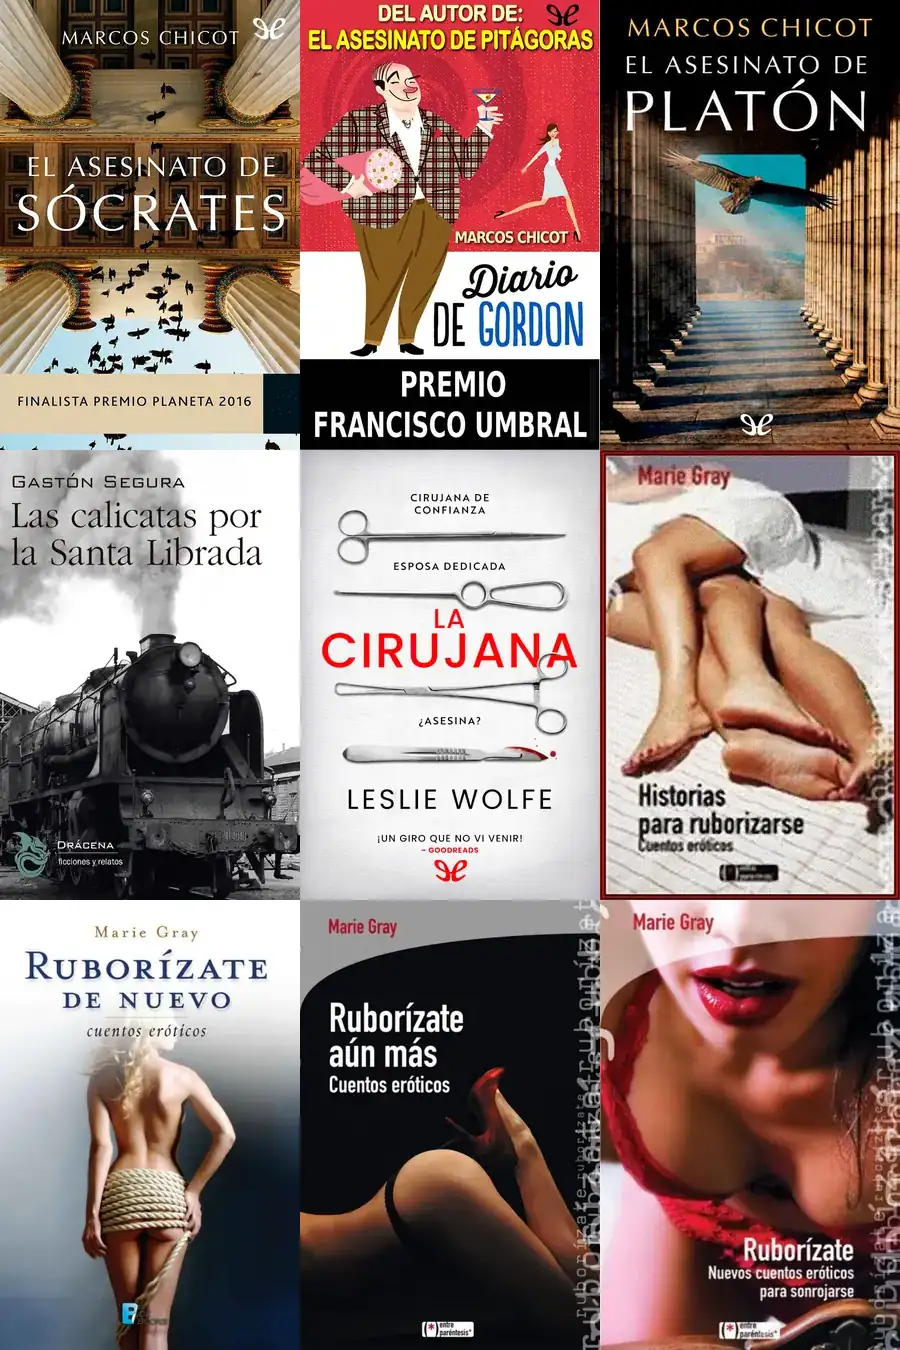 MARCOS CHICOT
EL ASESINATO DE
SÓCRATES
FINALISTA PREMIO PLANETA 2016
DEL AUTOR DE:
EL ASESINATO DE PITÁGORAS
MARCOS CHICOT
Diario
DE GORDON
PREMIO
FRANCISCO UMBRAL
MARCOS CHICOT
EL ASESINATO DE
PLATÓN
GASTÓN SEGURA
Las calicatas por
la Santa Librada
DRÁCENA
ficciones y relatos
CIRUJANA DE
CONFIANZA
ESPOSA DEDICADA
LA
CIRUJANA
¿ASESINA?
LESLIE WOLFE
¡UN GIRO QUE NO VI VENIR!
– GOODREADS
Marie Gray
Historias
para ruborizarse
Cuentos eróticos
Marie Gray
RUBORÍZATE
DE NUEVO
cuentos eróticos
Marie Gray
Ruborízate
aún más
Cuentos eróticos
(*entre
paréntesis*
Marie Gray
Ruborízate
Nuevos cuentos eróticos
para sonrojarse
(*entre
paréntesis*